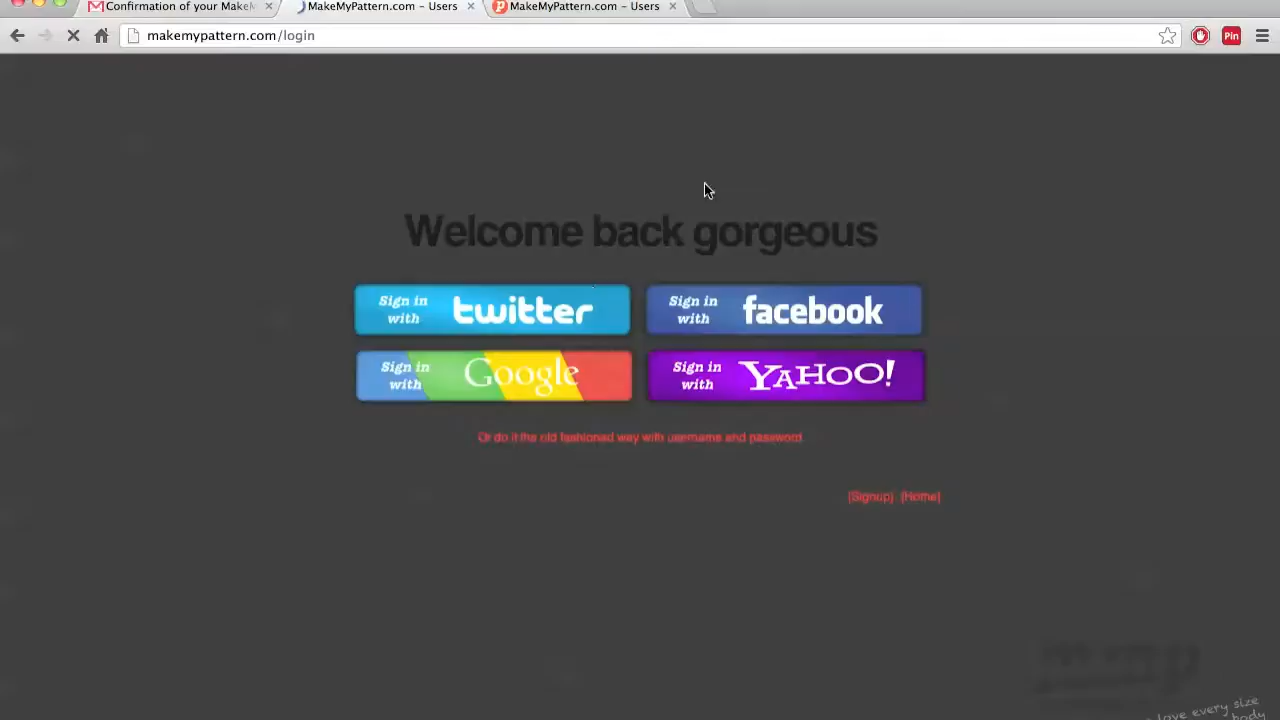 Confirmation of your MakeM
MakeMyPattern.com – Users
MakeMyPattern.com – Users
makemypattern.com/login
Pin
Welcome back gorgeous
Sign in with twitter
Sign in with facebook
Sign in with Google
Sign in with YAHOO!
Or do it the old fashioned way with username and password
[Signup] [Home]
love every size
body